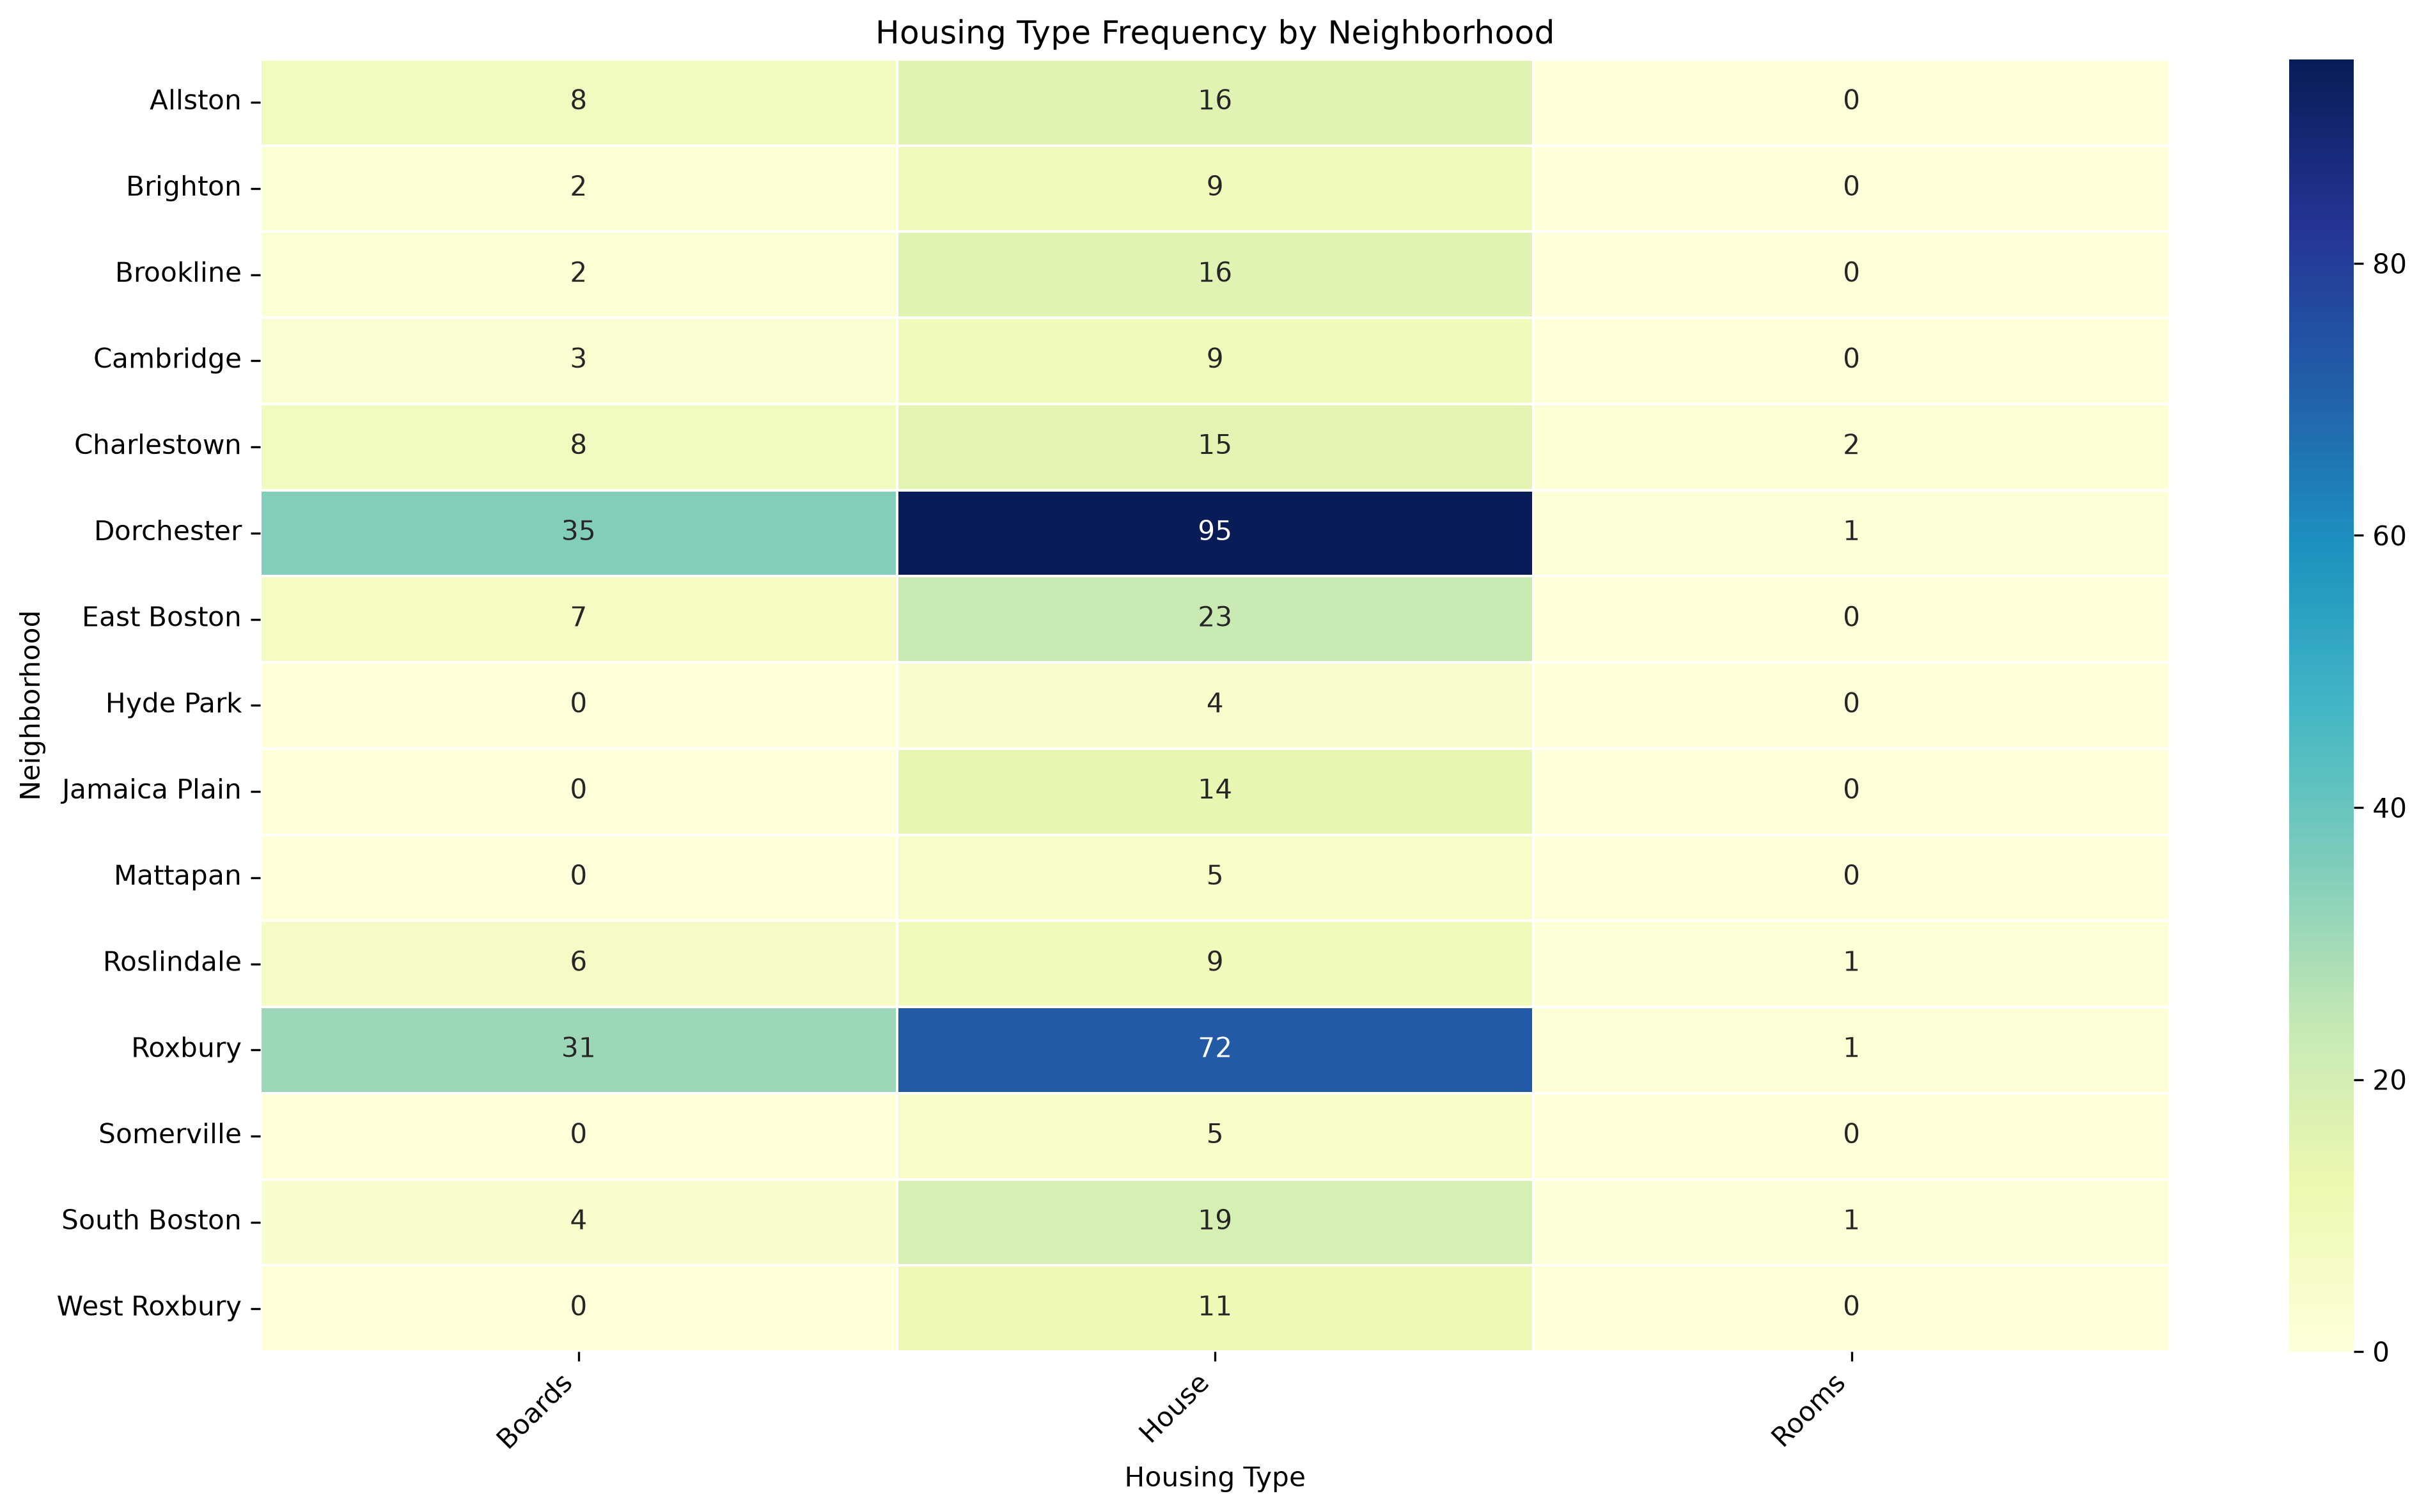 Housing Type Frequency by Neighborhood
Allston 8 16 0
Brighton 2 9 0
Brookline 2 16 0
Cambridge 3 9 0
Charlestown 8 15 2
Dorchester 35 95 1
East Boston 7 23 0
Hyde Park 0 4 0
Jamaica Plain 0 14 0
Mattapan 0 5 0
Roslindale 6 9 1
Roxbury 31 72 1
Somerville 0 5 0
South Boston 4 19 1
West Roxbury 0 11 0
Neighborhood
Boards House Rooms
Housing Type
80
60
40
20
0